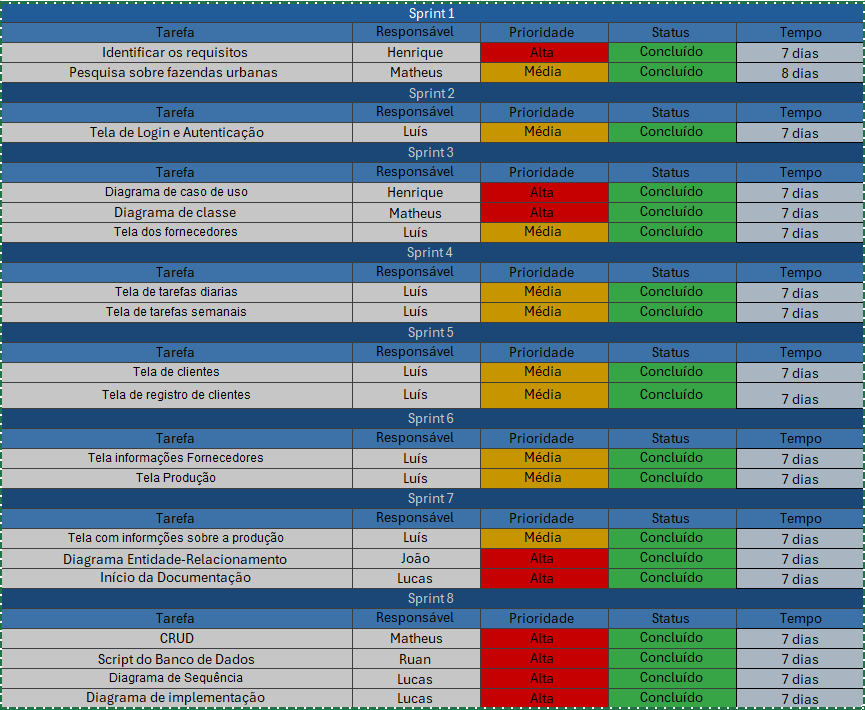 Sprint 1
Tarefa Responsável Prioridade Status Tempo
Identificar os requisitos Henrique Alta Concluído 7 dias
Pesquisa sobre fazendas urbanas Matheus Média Concluído 8 dias
Sprint 2
Tarefa Responsável Prioridade Status Tempo
Tela de Login e Autenticação Luís Média Concluído 7 dias
Sprint 3
Tarefa Responsável Prioridade Status Tempo
Diagrama de caso de uso Henrique Alta Concluído 7 dias
Diagrama de classe Matheus Alta Concluído 7 dias
Tela dos fornecedores Luís Média Concluído 7 dias
Sprint 4
Tarefa Responsável Prioridade Status Tempo
Tela de tarefas diarias Luís Média Concluído 7 dias
Tela de tarefas semanais Luís Média Concluído 7 dias
Sprint 5
Tarefa Responsável Prioridade Status Tempo
Tela de clientes Luís Média Concluído 7 dias
Tela de registro de clientes Luís Média Concluído 7 dias
Sprint 6
Tarefa Responsável Prioridade Status Tempo
Tela informações Fornecedores Luís Média Concluído 7 dias
Tela Produção Luís Média Concluído 7 dias
Sprint 7
Tarefa Responsável Prioridade Status Tempo
Tela com informções sobre a produção Luís Média Concluído 7 dias
Diagrama Entidade-Relacionamento João Alta Concluído 7 dias
Início da Documentação Lucas Alta Concluído 7 dias
Sprint 8
Tarefa Responsável Prioridade Status Tempo
CRUD Matheus Alta Concluído 7 dias
Script do Banco de Dados Ruan Alta Concluído 7 dias
Diagrama de Sequência Lucas Alta Concluído 7 dias
Diagrama de implementação Lucas Alta Concluído 7 dias